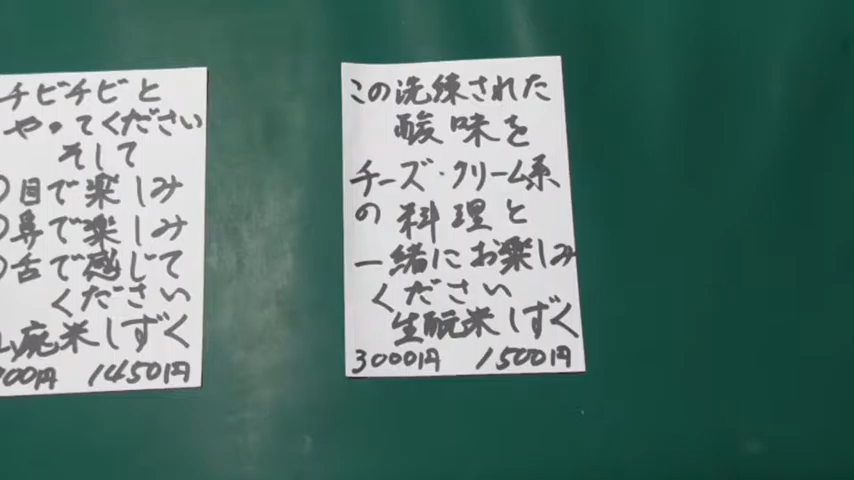 チビチビと
やってください
そして
目で楽しみ
鼻で楽しみ
舌で感じて
ください
山廃米しずく
00円 1450円
この洗練された
酸味を
チーズ・クリーム系
の料理と
一緒にお楽しみ
ください
生酛米しずく
3000円 1500円